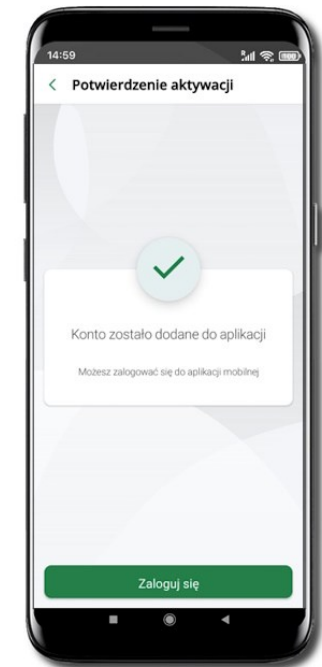 14:59
Potwierdzenie aktywacji
Konto zostało dodane do aplikacji
Możesz zalogować się do aplikacji mobilnej
Zaloguj się